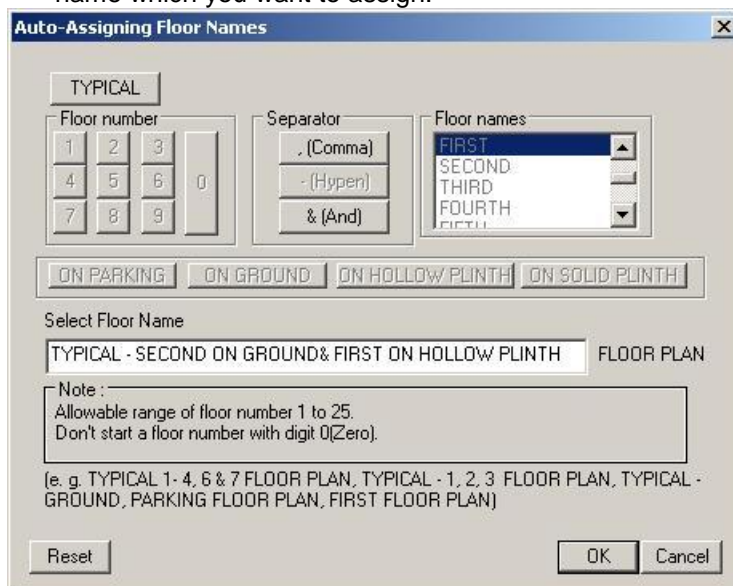 name which you want to assign.
Auto-Assigning Floor Names
TYPICAL
Floor number
Separator
Floor names
1 2 3
4 5 6 0
7 8 9
, (Comma)
- (Hypen)
& (And)
FIRST
SECOND
THIRD
FOURTH
FIFTH
ON PARKING ON GROUND ON HOLLOW PLINTH ON SOLID PLINTH
Select Floor Name
TYPICAL - SECOND ON GROUND& FIRST ON HOLLOW PLINTH FLOOR PLAN
Note :
Allowable range of floor number 1 to 25.
Don't start a floor number with digit 0(Zero).
(e. g. TYPICAL 1- 4, 6 & 7 FLOOR PLAN, TYPICAL - 1, 2, 3 FLOOR PLAN, TYPICAL -
GROUND, PARKING FLOOR PLAN, FIRST FLOOR PLAN)
Reset OK Cancel